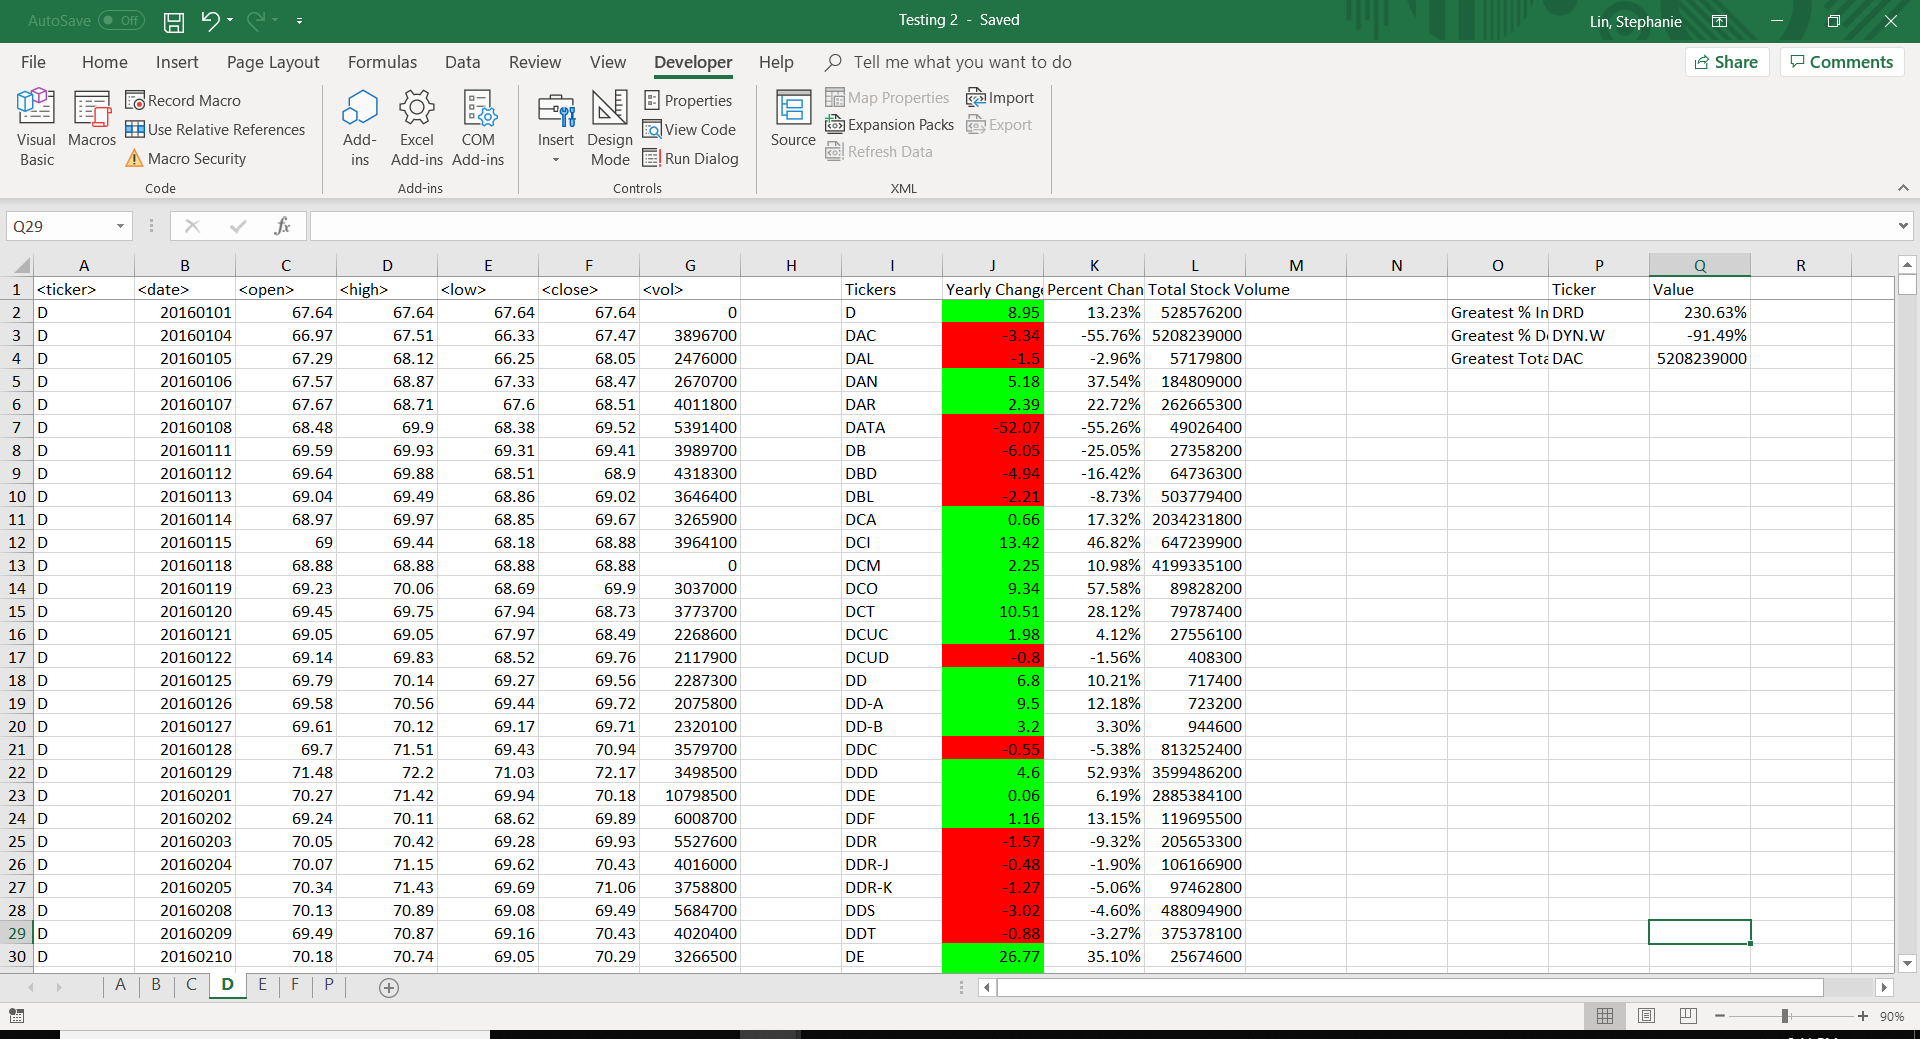 AutoSave Off Testing 2 - Saved Lin, Stephanie
File Home Insert Page Layout Formulas Data Review View Developer Help Tell me what you want to do Share Comments
Visual Basic
Macros
Record Macro
Use Relative References
Macro Security
Code
Add-ins
Excel Add-ins
COM Add-ins
Add-ins
Insert
Design Mode
Properties
View Code
Run Dialog
Controls
Source
Map Properties
Expansion Packs
Refresh Data
Import
Export
XML
Q29 fx
A B C D E F G H I J K L M N O P Q R
1 <ticker> <date> <open> <high> <low> <close> <vol> Tickers Yearly Change Percent Chan Total Stock Volume Ticker Value
2 D 20160101 67.64 67.64 67.64 67.64 0 D 8.95 13.23% 528576200 Greatest % In DRD 230.63%
3 D 20160104 66.97 67.51 66.33 67.47 3896700 DAC -3.34 -55.76% 5208239000 Greatest % De DYN.W -91.49%
4 D 20160105 67.29 68.12 66.25 68.05 2476000 DAL -1.5 -2.96% 57179800 Greatest Tota DAC 5208239000
5 D 20160106 67.57 68.87 67.33 68.47 2670700 DAN 5.18 37.54% 184809000
6 D 20160107 67.67 68.71 67.6 68.51 4011800 DAR 2.39 22.72% 262665300
7 D 20160108 68.48 69.9 68.38 69.52 5391400 DATA -52.07 -55.26% 49026400
8 D 20160111 69.59 69.93 69.31 69.41 3989700 DB -6.05 -25.05% 27358200
9 D 20160112 69.64 69.88 68.51 68.9 4318300 DBD -4.94 -16.42% 64736300
10 D 20160113 69.04 69.49 68.86 69.02 3646400 DBL -2.21 -8.73% 503779400
11 D 20160114 68.97 69.97 68.85 69.67 3265900 DCA 0.66 17.32% 2034231800
12 D 20160115 69 69.44 68.18 68.88 3964100 DCI 13.42 46.82% 647239900
13 D 20160118 68.88 68.88 68.88 68.88 0 DCM 2.25 10.98% 4199335100
14 D 20160119 69.23 70.06 68.69 69.9 3037000 DCO 9.34 57.58% 89828200
15 D 20160120 69.45 69.75 67.94 68.73 3773700 DCT 10.51 28.12% 79787400
16 D 20160121 69.05 69.05 67.97 68.49 2268600 DCUC 1.98 4.12% 27556100
17 D 20160122 69.14 69.83 68.52 69.76 2117900 DCUD -0.8 -1.56% 408300
18 D 20160125 69.79 70.14 69.27 69.56 2287300 DD 6.8 10.21% 717400
19 D 20160126 69.58 70.56 69.44 69.72 2075800 DD-A 9.5 12.18% 723200
20 D 20160127 69.61 70.12 69.17 69.71 2320100 DD-B 3.2 3.30% 944600
21 D 20160128 69.7 71.51 69.43 70.94 3579700 DDC -0.55 -5.38% 813252400
22 D 20160129 71.48 72.2 71.03 72.17 3498500 DDD 4.6 52.93% 3599486200
23 D 20160201 70.27 71.42 69.94 70.18 10798500 DDE 0.06 6.19% 2885384100
24 D 20160202 69.24 70.11 68.62 69.89 6008700 DDF 1.16 13.15% 119695500
25 D 20160203 70.05 70.42 69.28 69.93 5527600 DDR -1.57 -9.32% 205653300
26 D 20160204 70.07 71.15 69.62 70.43 4016000 DDR-J -0.48 -1.90% 106166900
27 D 20160205 70.34 71.43 69.69 71.06 3758800 DDR-K -1.27 -5.06% 97462800
28 D 20160208 70.13 70.89 69.08 69.49 5684700 DDS -3.02 -4.60% 488094900
29 D 20160209 69.49 70.87 69.16 70.43 4020400 DDT -0.88 -3.27% 375378100
30 D 20160210 70.18 70.74 69.05 70.29 3266500 DE 26.77 35.10% 25674600
A B C D E F P
90%